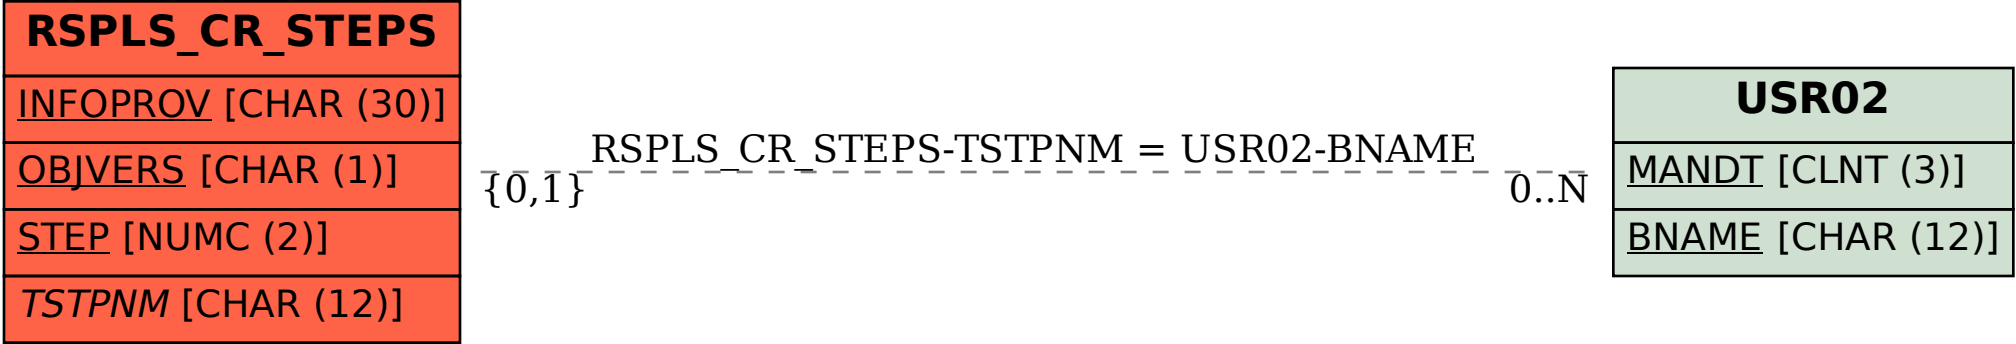 RSPLS_CR_STEPS
INFOPROV [CHAR (30)]
OBJVERS [CHAR (1)]
STEP [NUMC (2)]
TSTPNM [CHAR (12)]
RSPLS_CR_STEPS-TSTPNM = USR02-BNAME
{0,1}
0..N
USR02
MANDT [CLNT (3)]
BNAME [CHAR (12)]